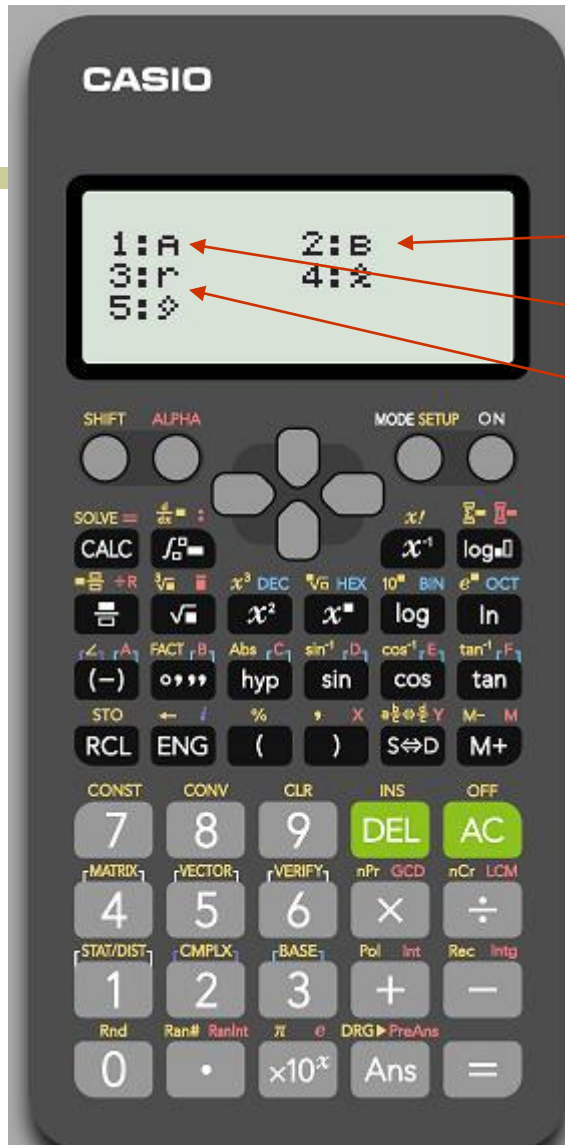 CASIO
1:A 2:B
3:r 4:x̂
5:ŷ
SHIFT ALPHA MODE SETUP ON
SOLVE = d/dx■ : x! Σ■ Π■
CALC ∫■ x⁻¹ log■□
■ ÷R ³√■ x³ DEC ■√□ HEX 10■ BIN e■ OCT
√■ x² x■ log ln
∠ A FACT B Abs C sin⁻¹ D cos⁻¹ E tan⁻¹ F
(−) °,,, hyp sin cos tan
STO ← i % , X a b/c⇔d/c Y M− M
RCL ENG ( ) S⇔D M+
CONST CONV CLR INS OFF
7 8 9 DEL AC
MATRIX VECTOR VERIFY nPr GCD nCr LCM
4 5 6 × ÷
STAT/DIST CMPLX BASE Pol Int Rec Intg
1 2 3 + −
Rnd Ran# RanInt π e DRG▶ PreAns
0 • ×10ˣ Ans =